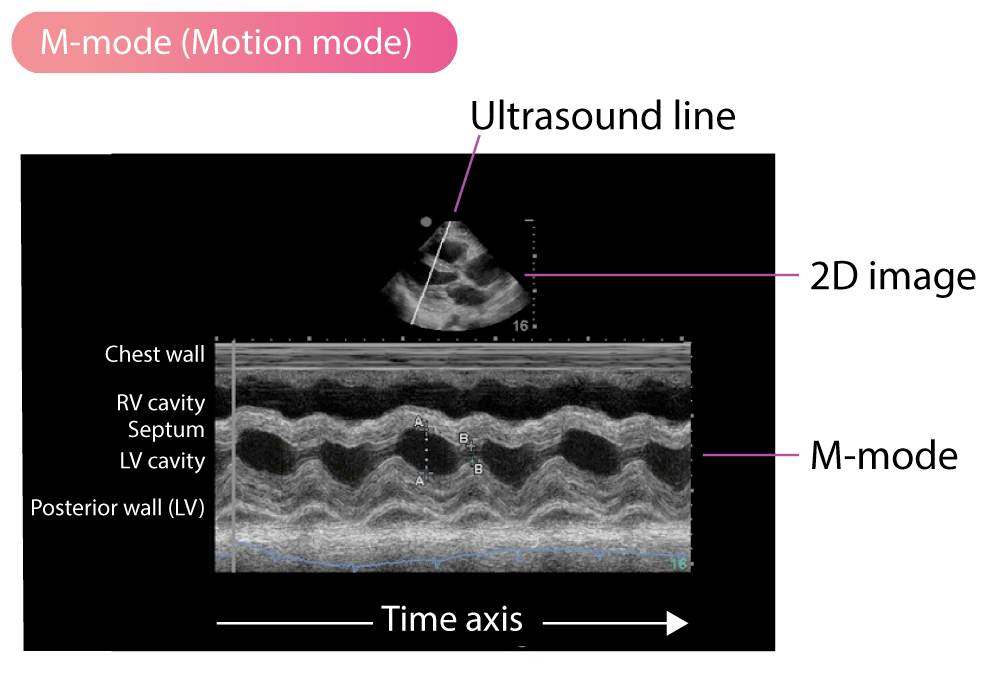 M-mode (Motion mode)
Ultrasound line
2D image
16
Chest wall
RV cavity
Septum
LV cavity
Posterior wall (LV)
A
B
B
A
M-mode
16
Time axis